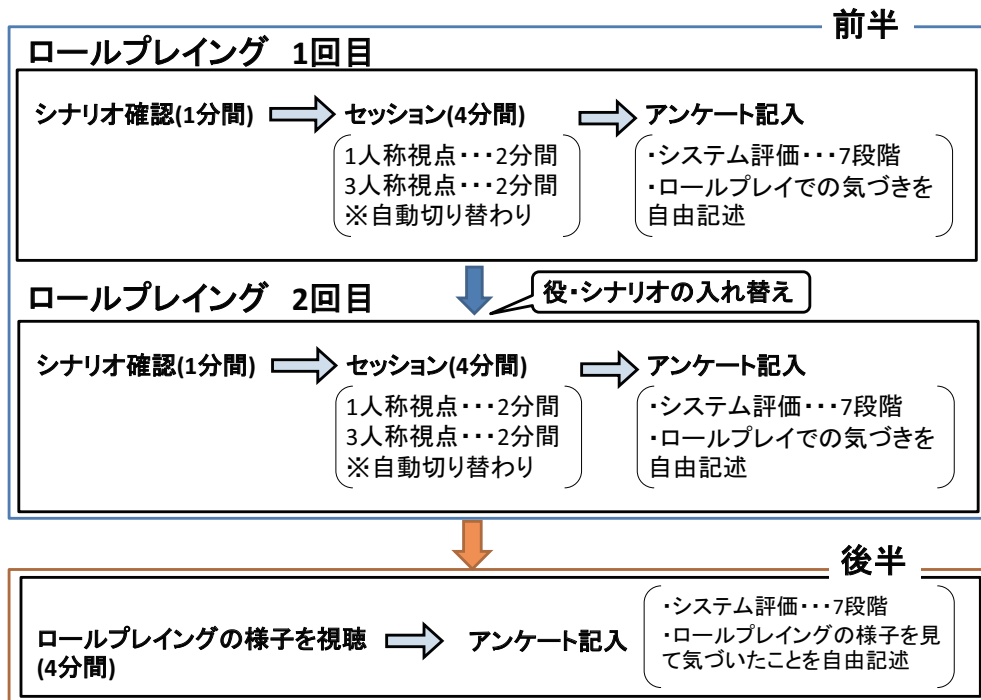 前半
ロールプレイング 1回目
シナリオ確認(1分間)
セッション(4分間)
1人称視点・・・2分間
3人称視点・・・2分間
※自動切り替わり
アンケート記入
・システム評価・・・7段階
・ロールプレイでの気づきを
自由記述
役・シナリオの入れ替え
ロールプレイング 2回目
シナリオ確認(1分間)
セッション(4分間)
1人称視点・・・2分間
3人称視点・・・2分間
※自動切り替わり
アンケート記入
・システム評価・・・7段階
・ロールプレイでの気づきを
自由記述
後半
ロールプレイングの様子を視聴
(4分間)
アンケート記入
・システム評価・・・7段階
・ロールプレイングの様子を見
て気づいたことを自由記述